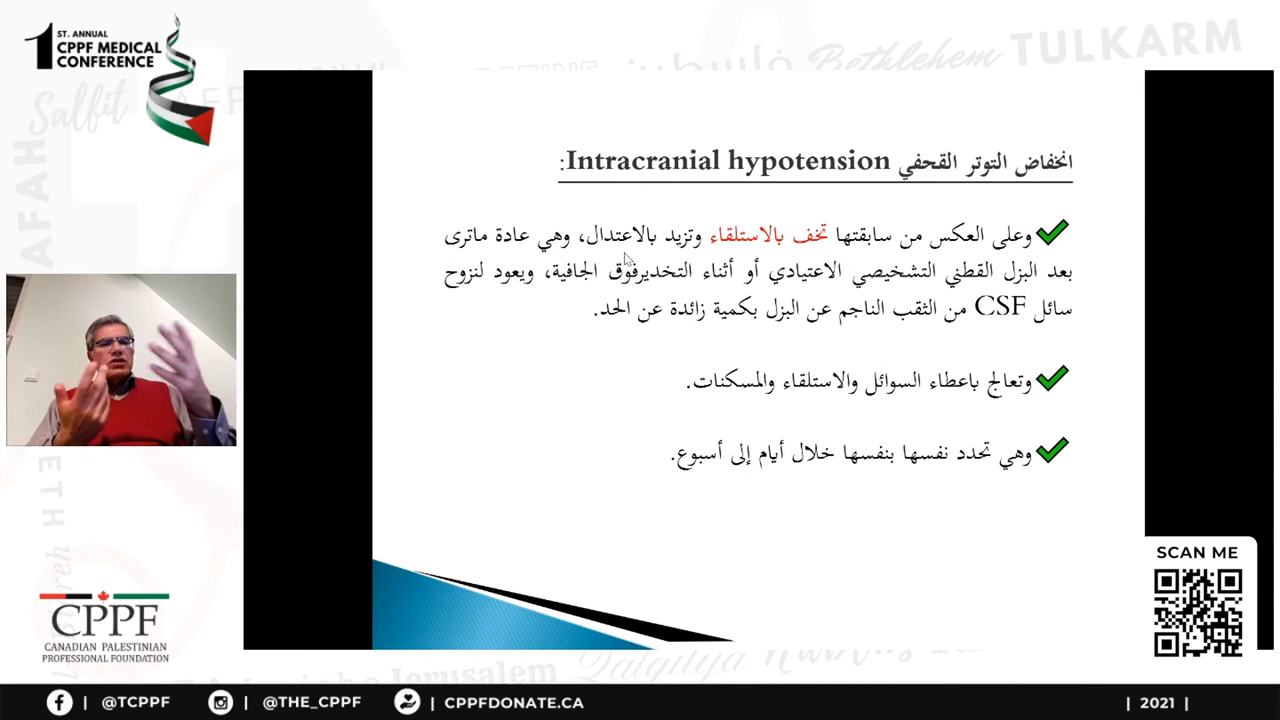 ST. ANNUAL
1 CPPF MEDICAL
CONFERENCE
فلسطين
Bethlehem
TULKARM
Salfit
انخفاض التوتر القحفي Intracranial hypotension:
وعلى العكس من سابقتها تخف بالاستلقاء وتزيد بالاعتدال، وهي عادة ماترى
بعد البزل القطني التشخيصي الاعتيادي أو أثناء التخديرفوق الجافية، ويعود لنزوح
سائل CSF من الثقب الناجم عن البزل بكمية زائدة عن الحد.
وتعالج باعطاء السوائل والاستلقاء والمسكنات.
وهي تحدد نفسها بنفسها خلال أيام إلى أسبوع.
SCAN ME
CPPF
CANADIAN PALESTINIAN
PROFESSIONAL FOUNDATION
Jerusalem
Qalqilya
| @TCPPF | @THE_CPPF | CPPFDONATE.CA | 2021 |